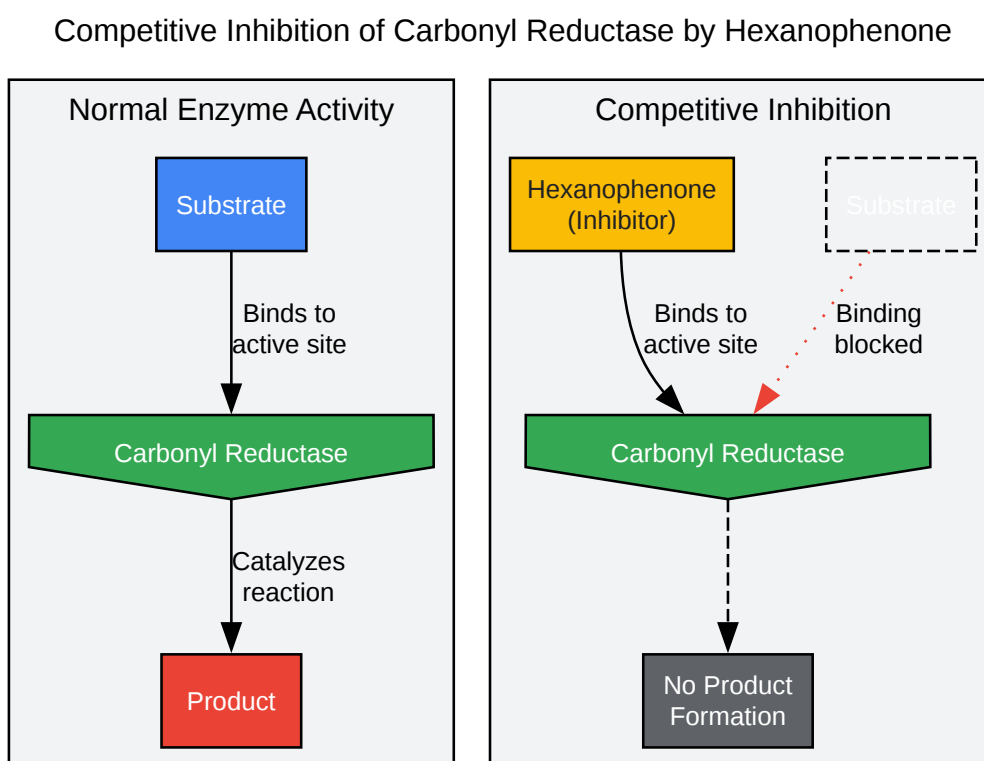 Competitive Inhibition of Carbonyl Reductase by Hexanophenone
Normal Enzyme Activity
Substrate
Binds to
active site
Carbonyl Reductase
Catalyzes
reaction
Product
Competitive Inhibition
Hexanophenone
(Inhibitor)
Substrate
Binds to
active site
Binding
blocked
Carbonyl Reductase
No Product
Formation